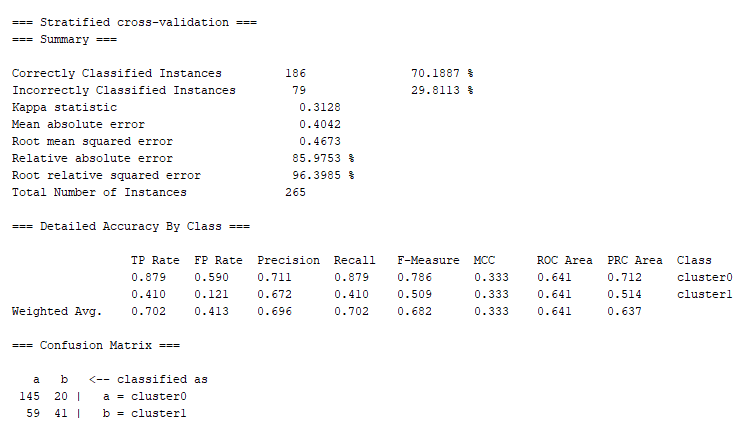 === Stratified cross-validation ===
=== Summary ===
Correctly Classified Instances 186 70.1887 %
Incorrectly Classified Instances 79 29.8113 %
Kappa statistic 0.3128
Mean absolute error 0.4042
Root mean squared error 0.4673
Relative absolute error 85.9753 %
Root relative squared error 96.3985 %
Total Number of Instances 265
=== Detailed Accuracy By Class ===
TP Rate FP Rate Precision Recall F-Measure MCC ROC Area PRC Area Class
0.879 0.590 0.711 0.879 0.786 0.333 0.641 0.712 cluster0
0.410 0.121 0.672 0.410 0.509 0.333 0.641 0.514 cluster1
Weighted Avg. 0.702 0.413 0.696 0.702 0.682 0.333 0.641 0.637
=== Confusion Matrix ===
a b <-- classified as
145 20 | a = cluster0
59 41 | b = cluster1